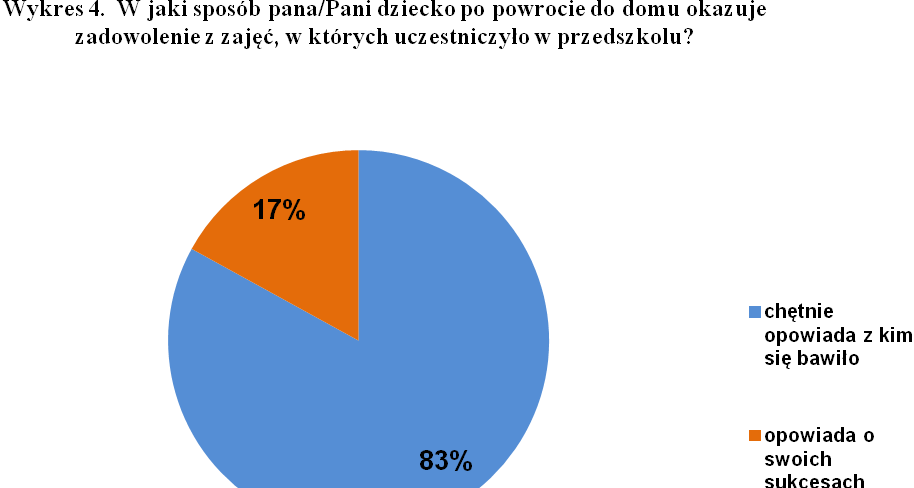 Wykres 4. W jaki sposób pana/Pani dziecko po powrocie do domu okazuje
zadowolenie z zajęć, w których uczestniczyło w przedszkolu?
17%
83%
chętnie
opowiada z kim
się bawiło
opowiada o
swoich
sukcesach